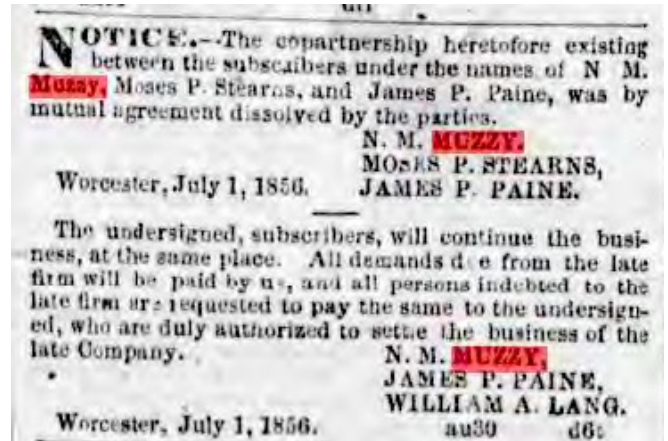 NOTICE.--The copartnership heretofore existing
between the subscribers under the names of N M.
Muzzy, Moses P. Stearns, and James P. Paine, was by
mutual agreement dissolved by the parties.
N. M. MUZZY.
MOSES P. STEARNS,
Worcester, July 1, 1856. JAMES P. PAINE.
The undersigned, subscribers, will continue the busi-
ness, at the same place. All demands due from the late
firm will be paid by us, and all persons indebted to the
late firm are requested to pay the same to the undersign-
ed, who are duly authorized to settle the business of the
late Company. N. M. MUZZY,
JAMES P. PAINE,
WILLIAM A. LANG.
Worcester, July 1, 1856. au30 d6t